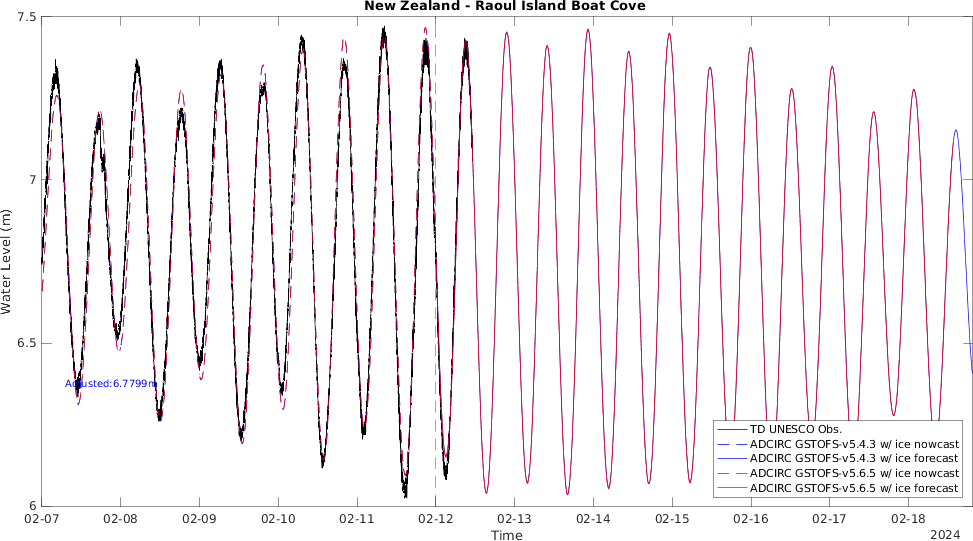 New Zealand - Raoul Island Boat Cove
7.5
7
6.5
6
Water Level (m)
Adjusted:6.7799m
TD UNESCO Obs.
ADCIRC GSTOFS-v5.4.3 w/ ice nowcast
ADCIRC GSTOFS-v5.4.3 w/ ice forecast
ADCIRC GSTOFS-v5.6.5 w/ ice nowcast
ADCIRC GSTOFS-v5.6.5 w/ ice forecast
02-07 02-08 02-09 02-10 02-11 02-12 02-13 02-14 02-15 02-16 02-17 02-18
Time
2024